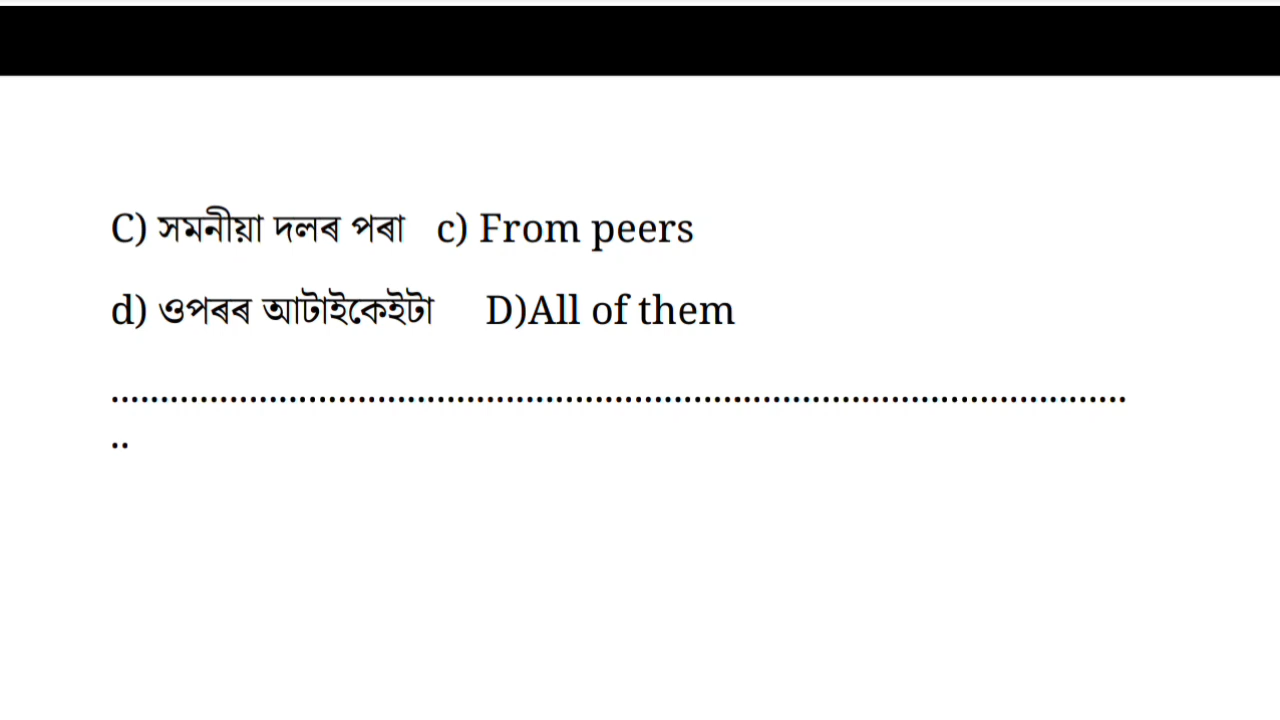 C) সমনীয়া দলৰ পৰা c) From peers
d) ওপৰৰ আটাইকেইটা D)All of them
.......................................................................................................
..